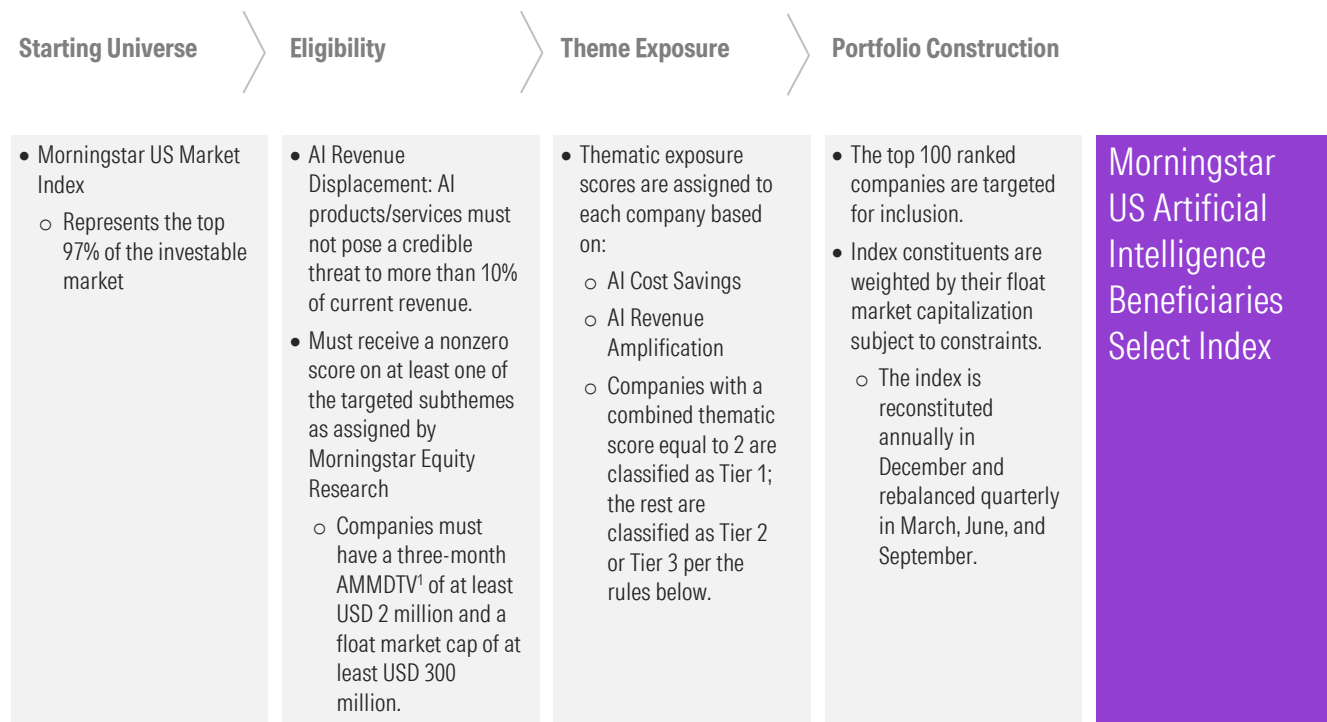 Starting Universe
Eligibility
Theme Exposure
Portfolio Construction
• Morningstar US Market
Index
○ Represents the top
97% of the investable
market
• AI Revenue
Displacement: AI
products/services must
not pose a credible
threat to more than 10%
of current revenue.
• Must receive a nonzero
score on at least one of
the targeted subthemes
as assigned by
Morningstar Equity
Research
○ Companies must
have a three-month
AMMDTV¹ of at least
USD 2 million and a
float market cap of at
least USD 300
million.
• Thematic exposure
scores are assigned to
each company based
on:
○ AI Cost Savings
○ AI Revenue
Amplification
○ Companies with a
combined thematic
score equal to 2 are
classified as Tier 1;
the rest are
classified as Tier 2
or Tier 3 per the
rules below.
• The top 100 ranked
companies are targeted
for inclusion.
• Index constituents are
weighted by their float
market capitalization
subject to constraints.
○ The index is
reconstituted
annually in
December and
rebalanced quarterly
in March, June, and
September.
Morningstar
US Artificial
Intelligence
Beneficiaries
Select Index